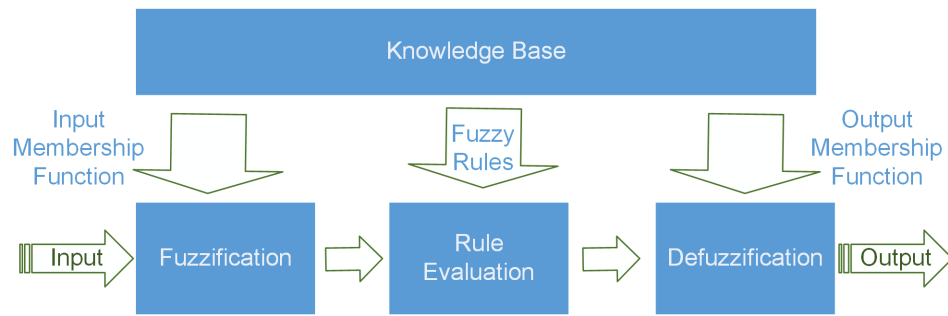 Knowledge Base
Input
Membership
Function
Fuzzy
Rules
Output
Membership
Function
Input
Fuzzification
Rule
Evaluation
Defuzzification
Output